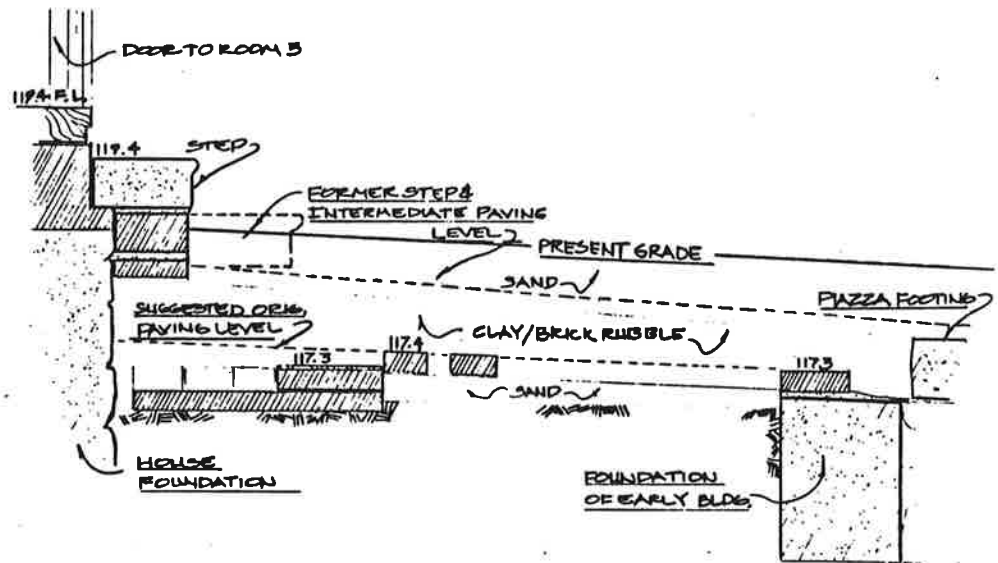 DOOR TO ROOM 5
119.4 F.L.
119.4
STEP
FORMER STEP &
INTERMEDIATE PAVING
LEVEL
PRESENT GRADE
SAND
PIAZZA FOOTING
SUGGESTED ORIG.
PAVING LEVEL
CLAY/BRICK RUBBLE
117.4
117.3
117.3
SAND
HOUSE
FOUNDATION
FOUNDATION
OF EARLY BLDG.